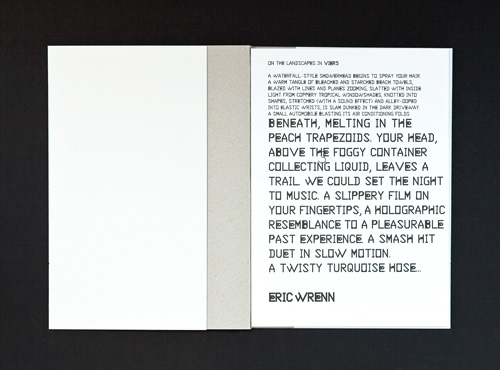 ON THE LANDSCAPES IN VIBRS
A WATERFALL-STYLE SHOWERHEAD BEGINS TO SPRAY YOUR HAIR
A WARM TANGLE OF BLEACHED AND STARCHED BEACH TOWELS,
BLAZED WITH LINES AND PLANES ZOOMING, SLATTED WITH INSIDE
LIGHT FROM COPPERY TROPICAL WINDOWSHADES, KNOTTED INTO
SHAPES, STRETCHED (WITH A SOUND EFFECT) AND ALLEY-OOPED
INTO ELASTIC WRISTS, IS SLAM DUNKED IN THE DARK DRIVEWAY
A SMALL AUTOMOBILE BLASTING ITS AIR CONDITIONING FOLDS
BENEATH, MELTING IN THE
PEACH TRAPEZOIDS. YOUR HEAD,
ABOVE THE FOGGY CONTAINER
COLLECTING LIQUID, LEAVES A
TRAIL. WE COULD SET THE NIGHT
TO MUSIC. A SLIPPERY FILM ON
YOUR FINGERTIPS, A HOLOGRAPHIC
RESEMBLANCE TO A PLEASURABLE
PAST EXPERIENCE. A SMASH HIT
DUET IN SLOW MOTION.
A TWISTY TURQUOISE HOSE...
ERIC WRENN